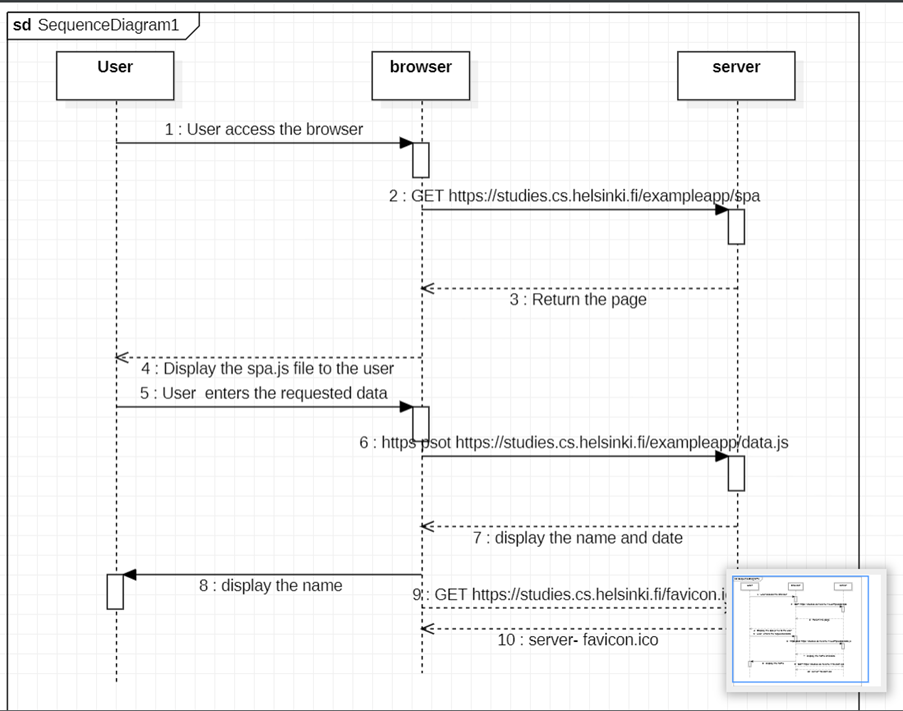 sd SequenceDiagram1
User
browser
server
1 : User access the browser
2 : GET https://studies.cs.helsinki.fi/exampleapp/spa
3 : Return the page
4 : Display the spa.js file to the user
5 : User enters the requested data
6 : https psot https://studies.cs.helsinki.fi/exampleapp/data.js
7 : display the name and date
8 : display the name
9 : GET https://studies.cs.helsinki.fi/favicon.i
10 : server- favicon.ico